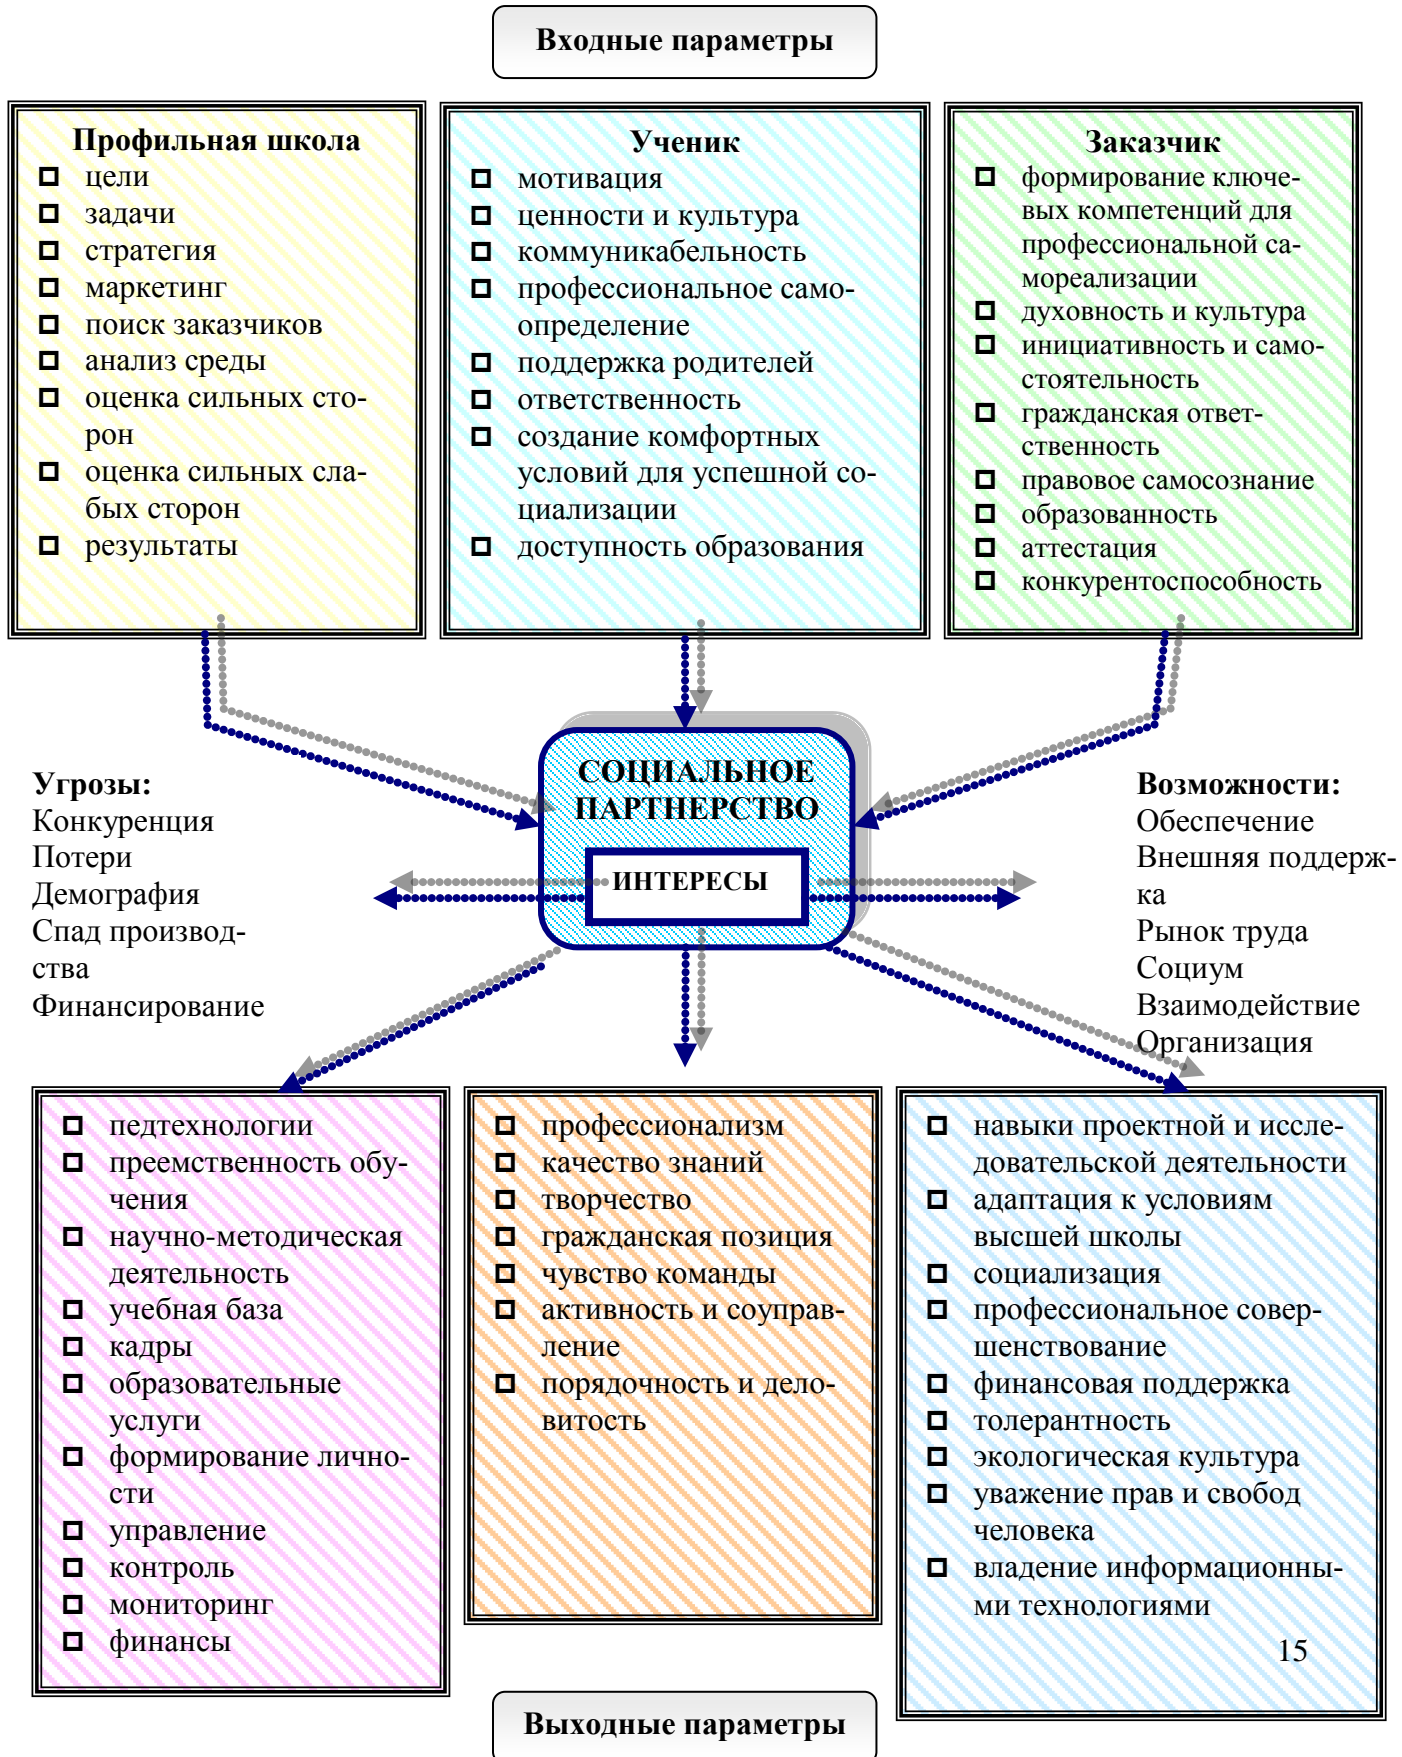 Входные параметры
Профильная школа
цели
задачи
стратегия
маркетинг
поиск заказчиков
анализ среды
оценка сильных сто-
рон
оценка сильных сла-
бых сторон
результаты
Ученик
мотивация
ценности и культура
коммуникабельность
профессиональное само-
определение
поддержка родителей
ответственность
создание комфортных
условий для успешной со-
циализации
доступность образования
Заказчик
формирование ключе-
вых компетенций для
профессиональной са-
мореализации
духовность и культура
инициативность и само-
стоятельность
гражданская ответ-
ственность
правовое самосознание
образованность
аттестация
конкурентоспособность
Угрозы:
Конкуренция
Потери
Демография
Спад производ-
ства
Финансирование
СОЦИАЛЬНОЕ
ПАРТНЕРСТВО
ИНТЕРЕСЫ
Возможности:
Обеспечение
Внешняя поддерж-
ка
Рынок труда
Социум
Взаимодействие
Организация
педтехнологии
преемственность обу-
чения
научно-методическая
деятельность
учебная база
кадры
образовательные
услуги
формирование лично-
сти
управление
контроль
мониторинг
финансы
профессионализм
качество знаний
творчество
гражданская позиция
чувство команды
активность и соуправ-
ление
порядочность и дело-
витость
навыки проектной и иссле-
довательской деятельности
адаптация к условиям
высшей школы
социализация
профессиональное совер-
шенствование
финансовая поддержка
толерантность
экологическая культура
уважение прав и свобод
человека
владение информационны-
ми технологиями
15
Выходные параметры